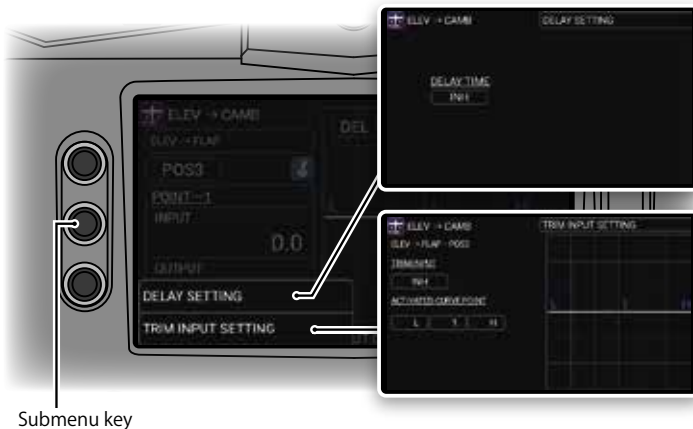 ELEV → CAMB
DELAY SETTING
DELAY TIME
INH
ELEV → CAMB
ELEV → FLAP
POS3
POINT - 1
INPUT
0.0
OUTPUT
DEL
DELAY SETTING
TRIM INPUT SETTING
ELEV → CAMB
TRIM INPUT SETTING
ELEV → FLAP POS3
INH
ACTIVATED CURVE POINT
L 1 H
Submenu key